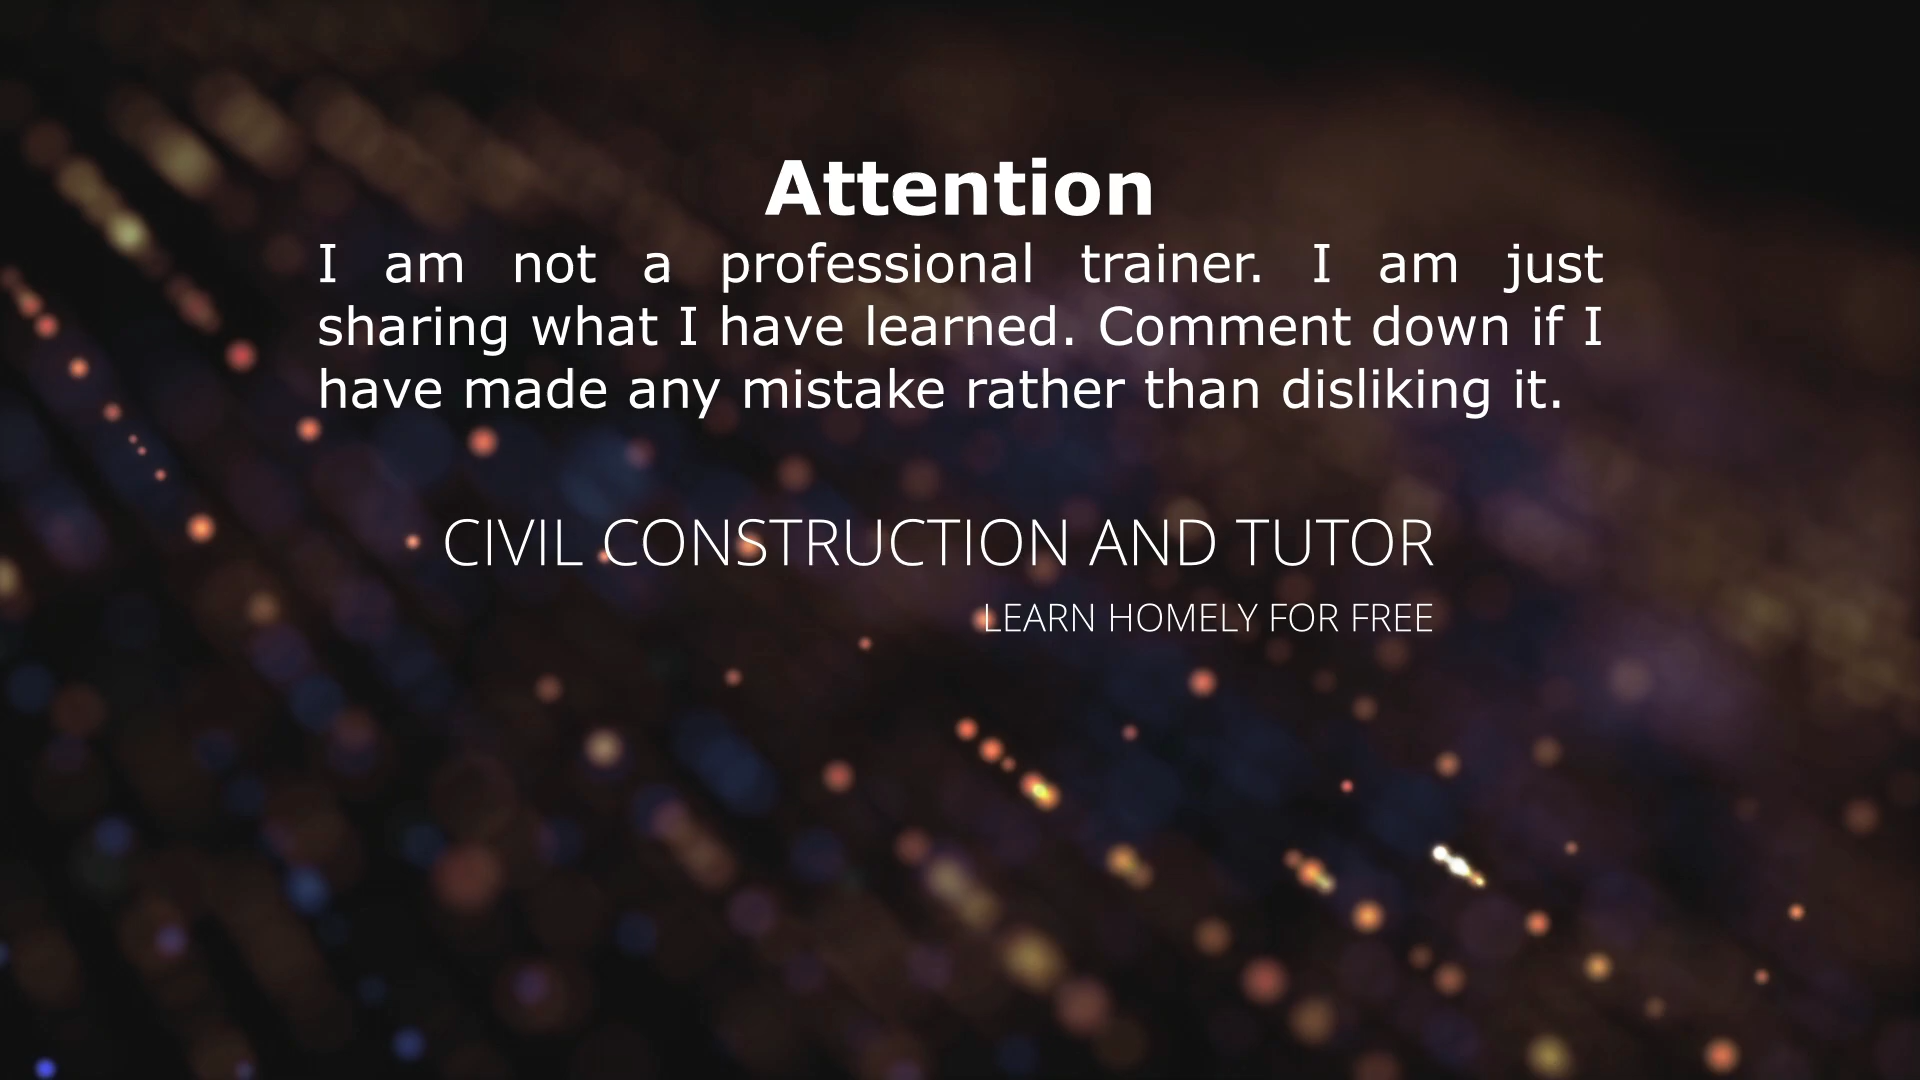 Attention
I am not a professional trainer. I am just
sharing what I have learned. Comment down if I
have made any mistake rather than disliking it.
CIVIL CONSTRUCTION AND TUTOR
LEARN HOMELY FOR FREE